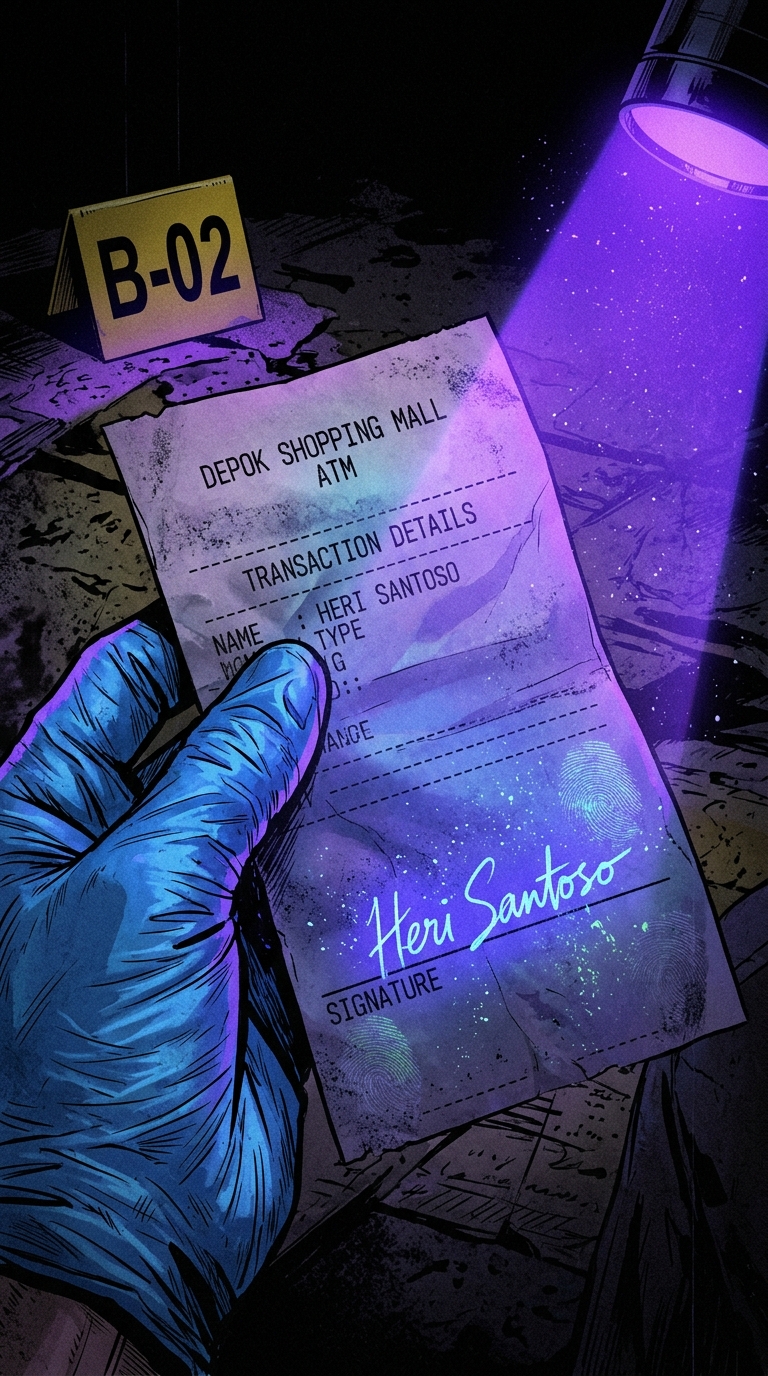 B-02
DEPOK SHOPPING MALL
ATM
TRANSACTION DETAILS
NAME : HERI SANTOSO
TYPE
Heri Santoso
SIGNATURE